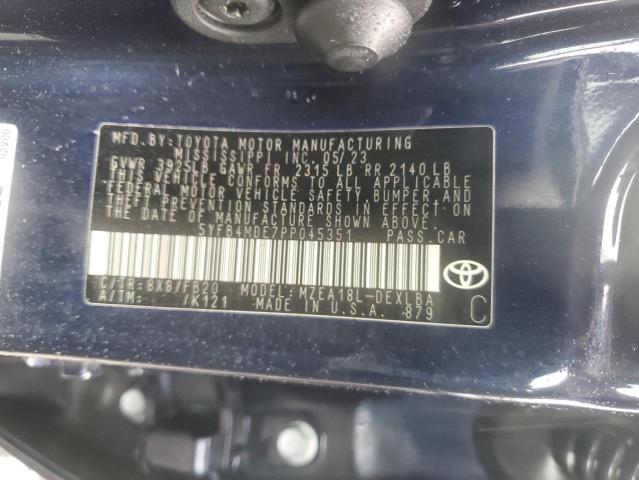 MFD.BY:TOYOTA MOTOR MANUFACTURING
MISSISSIPPI INC. 05/23
GVWR 3925LB GAWR FR 2315 LB RR 2140 LB
THIS VEHICLE CONFORMS TO ALL APPLICABLE
FEDERAL MOTOR VEHICLE SAFETY, BUMPER, AND
THEFT PREVENTION STANDARDS IN EFFECT ON
THE DATE OF MANUFACTURE SHOWN ABOVE.
5YFB4MDE7PP045351 PASS.CAR
C/TR: 8X8/FB20 MODEL: MZEA18L-DEXLBA
A/TM: /K121 MADE IN U.S.A. 879
C